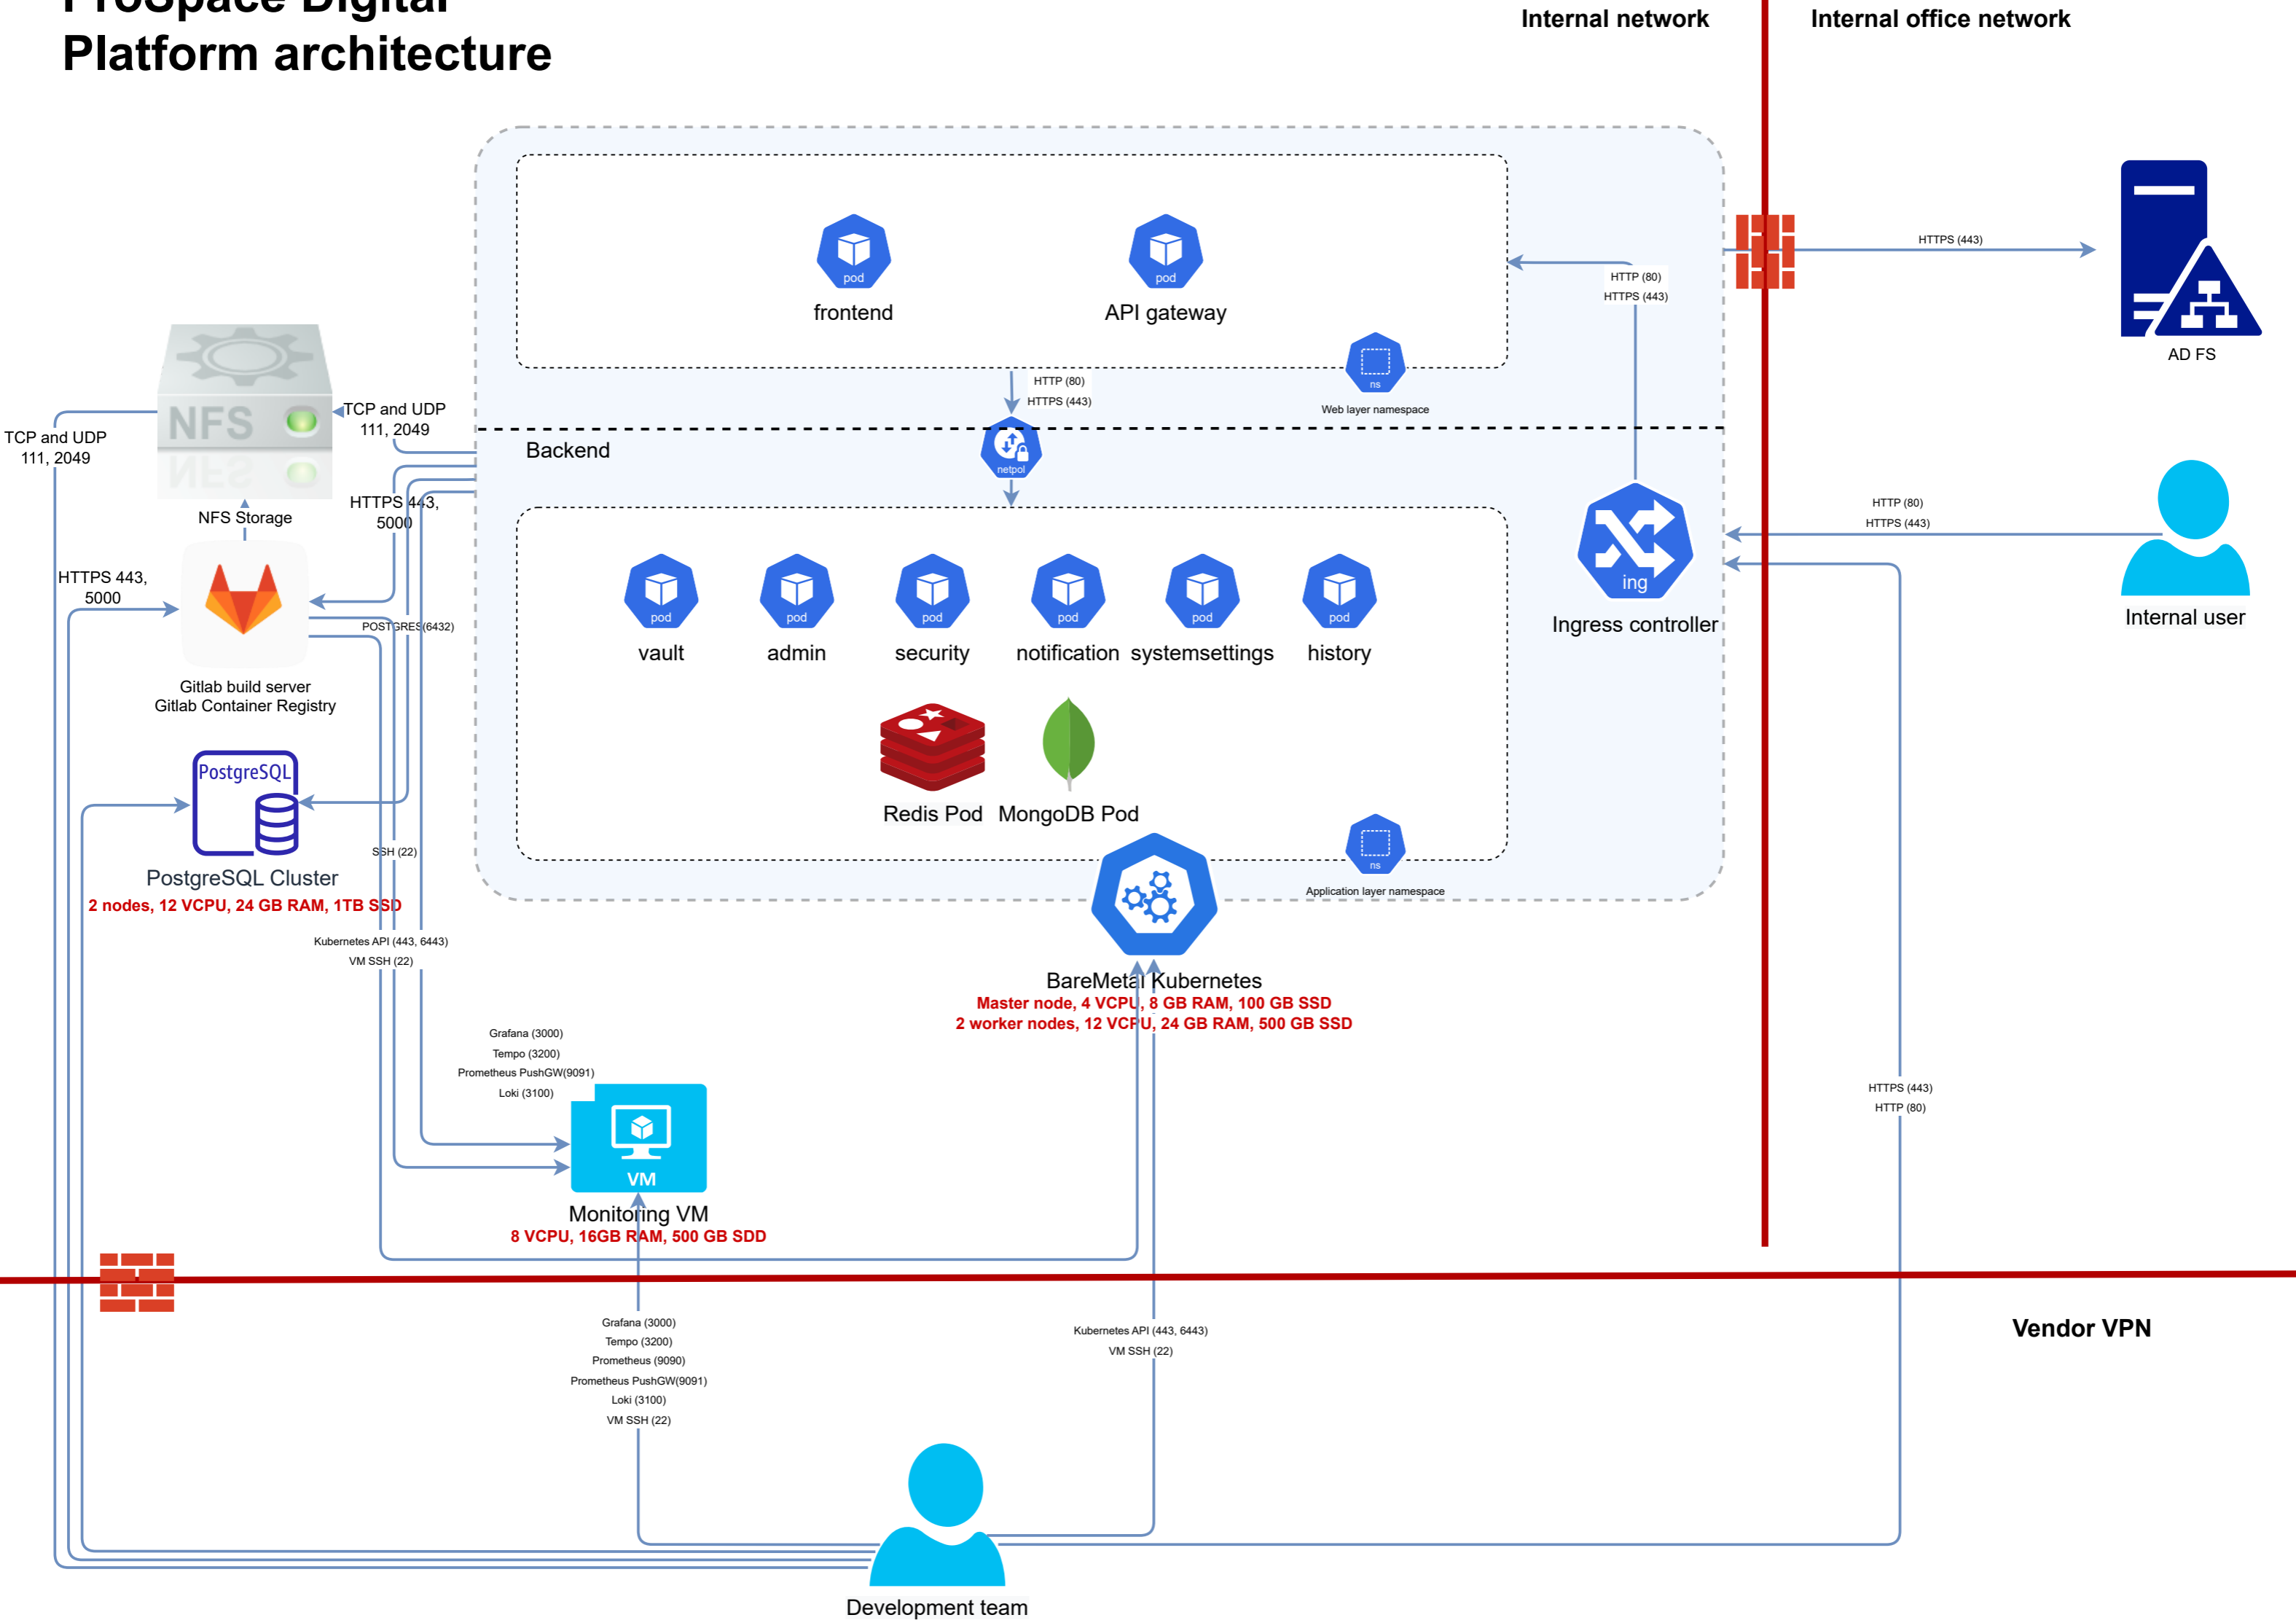 ProSpace Digital
Platform architecture
Internal network
Internal office network
pod
frontend
pod
API gateway
HTTP (80)
HTTPS (443)
HTTPS (443)
AD FS
ns
Web layer namespace
HTTP (80)
HTTPS (443)
NFS
NFS Storage
TCP and UDP
111, 2049
TCP and UDP
111, 2049
Backend
netpol
HTTPS 443,
5000
HTTPS 443,
5000
POSTGRES(6432)
Gitlab build server
Gitlab Container Registry
pod
vault
pod
admin
pod
security
pod
notification
pod
systemsettings
pod
history
Redis Pod
MongoDB Pod
ns
Application layer namespace
ing
Ingress controller
HTTP (80)
HTTPS (443)
Internal user
PostgreSQL
PostgreSQL Cluster
2 nodes, 12 VCPU, 24 GB RAM, 1TB SSD
SSH (22)
Kubernetes API (443, 6443)
VM SSH (22)
BareMetal Kubernetes
Master node, 4 VCPU, 8 GB RAM, 100 GB SSD
2 worker nodes, 12 VCPU, 24 GB RAM, 500 GB SSD
Grafana (3000)
Tempo (3200)
Prometheus PushGW(9091)
Loki (3100)
VM
Monitoring VM
8 VCPU, 16GB RAM, 500 GB SDD
HTTPS (443)
HTTP (80)
Vendor VPN
Grafana (3000)
Tempo (3200)
Prometheus (9090)
Prometheus PushGW(9091)
Loki (3100)
VM SSH (22)
Kubernetes API (443, 6443)
VM SSH (22)
Development team